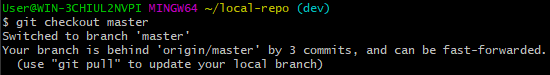 User@WIN-3CHIUL2NVPI MINGW64 ~/local-repo (dev)
$ git checkout master
Switched to branch 'master'
Your branch is behind 'origin/master' by 3 commits, and can be fast-forwarded.
  (use "git pull" to update your local branch)